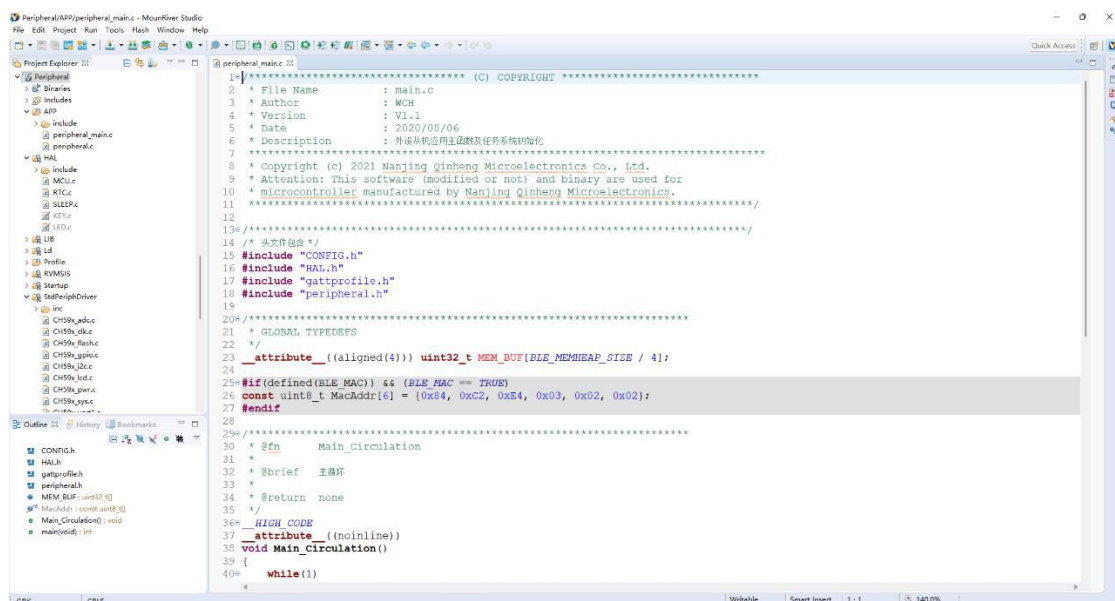 Peripheral/APP/peripheral_main.c - MounRiver Studio
File Edit Project Run Tools Flash Window Help
Quick Access
Project Explorer
Peripheral
Binaries
Includes
APP
include
peripheral_main.c
peripheral.c
HAL
include
MCU.c
RTC.c
SLEEP.c
KEY.c
LED.c
LIB
Ld
Profile
RVMSIS
Startup
StdPeriphDriver
inc
CH59x_adc.c
CH59x_clk.c
CH59x_flash.c
CH59x_gpio.c
CH59x_i2c.c
CH59x_lcd.c
CH59x_pwr.c
CH59x_sys.c
Outline History Bookmarks
CONFIG.h
HAL.h
gattprofile.h
peripheral.h
MEM_BUF : uint32_t[]
MacAddr : const uint8_t[]
Main_Circulation() : void
main(void) : int
peripheral_main.c
1 /********************************** (C) COPYRIGHT *******************************
2 * File Name : main.c
3 * Author : WCH
4 * Version : V1.1
5 * Date : 2020/08/06
6 * Description : 外设从机应用主函数及任务系统初始化
7 *********************************************************************************
8 * Copyright (c) 2021 Nanjing Qinheng Microelectronics Co., Ltd.
9 * Attention: This software (modified or not) and binary are used for
10 * microcontroller manufactured by Nanjing Qinheng Microelectronics.
11 *******************************************************************************/
12
13 /******************************************************************************/
14 /* 头文件包含 */
15 #include "CONFIG.h"
16 #include "HAL.h"
17 #include "gattprofile.h"
18 #include "peripheral.h"
19
20 /*********************************************************************
21 * GLOBAL TYPEDEFS
22 */
23 __attribute__((aligned(4))) uint32_t MEM_BUF[BLE_MEMHEAP_SIZE / 4];
24
25 #if(defined(BLE_MAC)) && (BLE_MAC == TRUE)
26 const uint8_t MacAddr[6] = {0x84, 0xC2, 0xE4, 0x03, 0x02, 0x02};
27 #endif
28
29 /*********************************************************************
30 * @fn Main_Circulation
31 *
32 * @brief 主循环
33 *
34 * @return none
35 */
36 __HIGH_CODE
37 __attribute__((noinline))
38 void Main_Circulation()
39 {
40 while(1)
Writable Smart Insert 1 : 1 140.0%